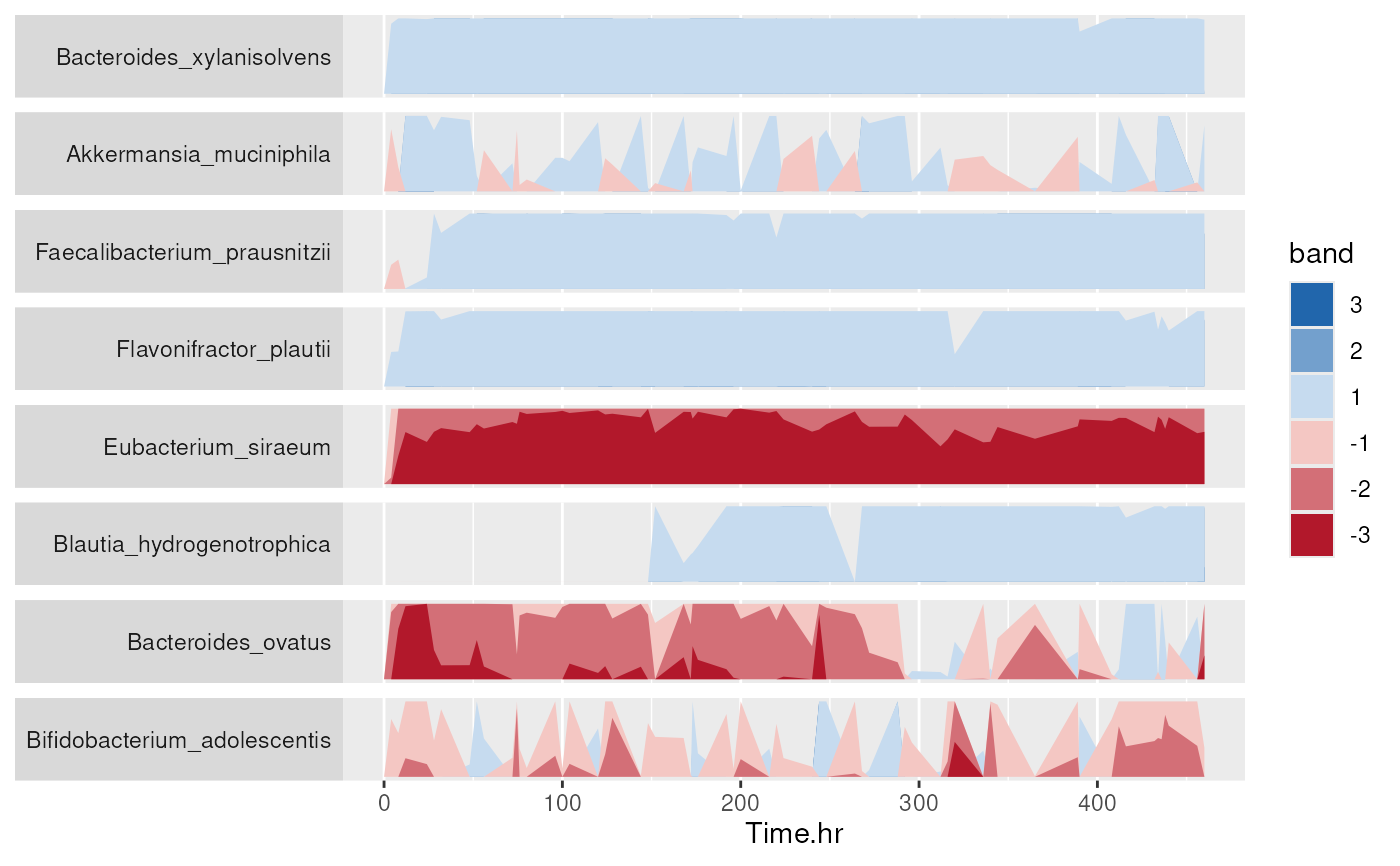 Bacteroides_xylanisolvens
Akkermansia_muciniphila
Faecalibacterium_prausnitzii
Flavonifractor_plautii
Eubacterium_siraeum
Blautia_hydrogenotrophica
Bacteroides_ovatus
Bifidobacterium_adolescentis
0 100 200 300 400
Time.hr
band
3
2
1
-1
-2
-3